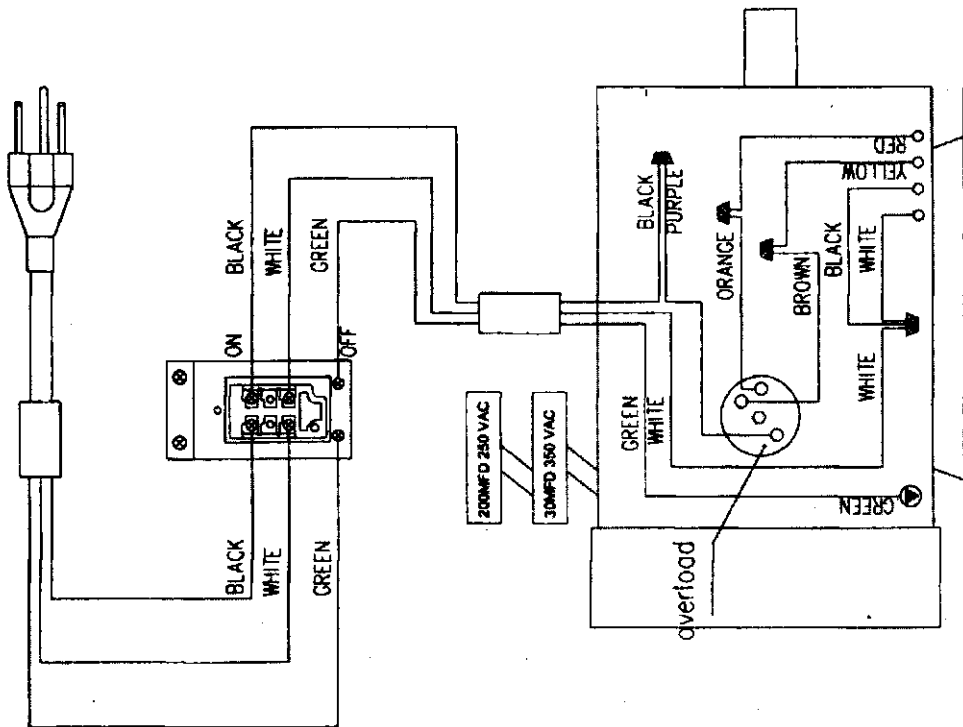 ON
OFF
BLACK
WHITE
GREEN
BLACK
WHITE
GREEN
200MFD 250 VAC
30MFD 350 VAC
GREEN
WHITE
BLACK
PURPLE
ORANGE
BROWN
RED
YELLOW
BLACK
WHITE
WHITE
GREEN
overload